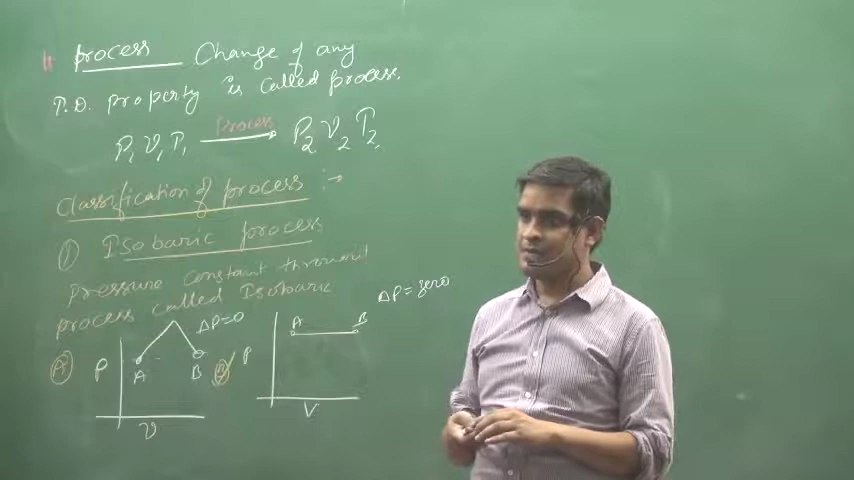 process Change of any
T.D. property is called process.
P₁ V₁ T₁ Process P₂ V₂ T₂
Classification of process :-
① Isobaric process
pressure constant throwout
process called Isobaric
ΔP = zero
ΔP=0
P A B V
P A B V